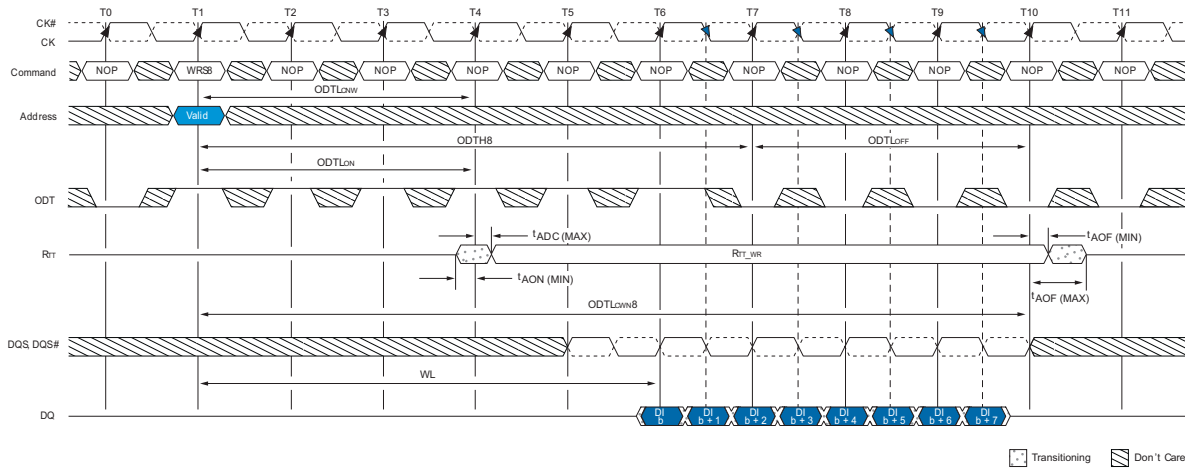 T0 T1 T2 T3 T4 T5 T6 T7 T8 T9 T10 T11
CK#
CK
Command NOP WRS8 NOP NOP NOP NOP NOP NOP NOP NOP NOP NOP
ODTLCNW
Address Valid
ODTH8 ODTLOFF
ODTLON
ODT
tADC (MAX) tAOF (MIN)
RTT RTT_WR
tAON (MIN) tAOF (MAX)
ODTLCWN8
DQS, DQS#
WL
DQ DI b DI b + 1 DI b + 2 DI b + 3 DI b + 4 DI b + 5 DI b + 6 DI b + 7
Transitioning Don't Care